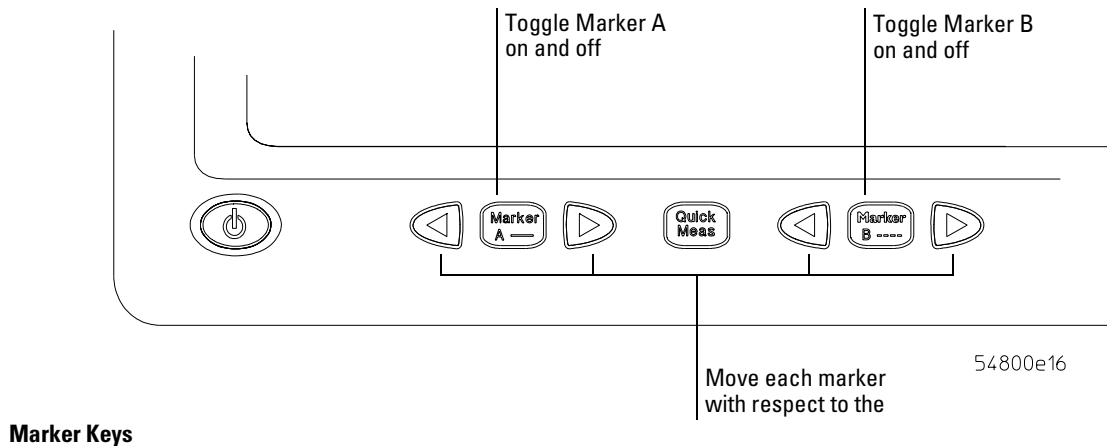 Toggle Marker A
on and off
Toggle Marker B
on and off
Marker
A —
Quick
Meas
Marker
B ----
54800e16
Move each marker
with respect to the
Marker Keys